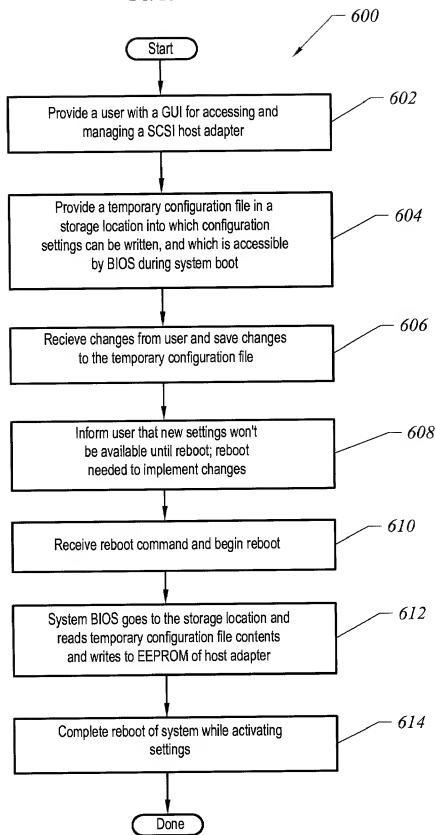 600
Start
Provide a user with a GUI for accessing and
managing a SCSI host adapter
602
Provide a temporary configuration file in a
storage location into which configuration
settings can be written, and which is accessible
by BIOS during system boot
604
Recieve changes from user and save changes
to the temporary configuration file
606
Inform user that new settings won't
be available until reboot; reboot
needed to implement changes
608
Receive reboot command and begin reboot
610
System BIOS goes to the storage location and
reads temporary configuration file contents
and writes to EEPROM of host adapter
612
Complete reboot of system while activating
settings
614
Done